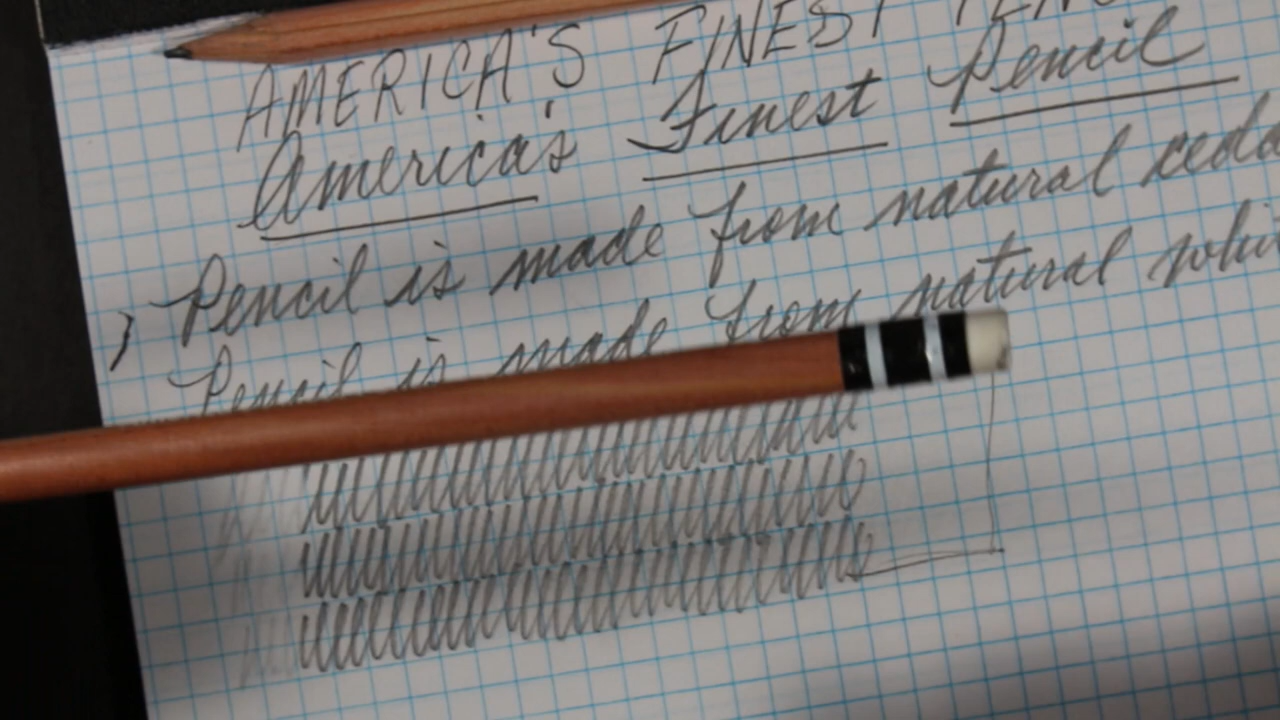 AMERICA'S FINEST
America's Finest Pencil
Pencil is made from natural
Pencil is made from natural